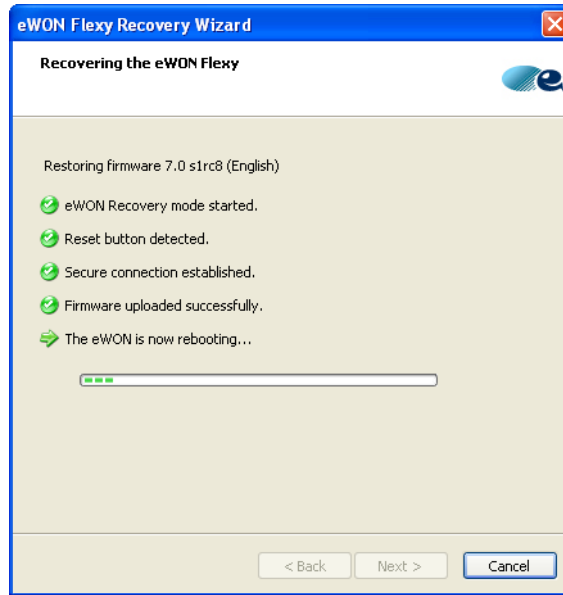 eWON Flexy Recovery Wizard
Recovering the eWON Flexy
Restoring firmware 7.0 s1rc8 (English)
eWON Recovery mode started.
Reset button detected.
Secure connection established.
Firmware uploaded successfully.
The eWON is now rebooting...
< Back Next > Cancel